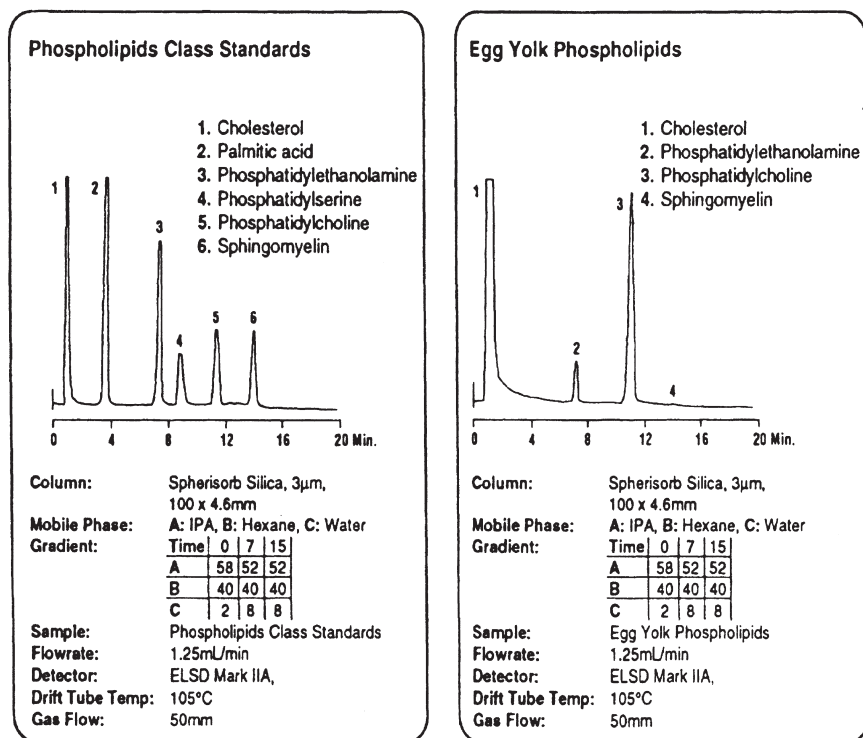 Phospholipids Class Standards
1. Cholesterol
2. Palmitic acid
3. Phosphatidylethanolamine
4. Phosphatidylserine
5. Phosphatidylcholine
6. Sphingomyelin
1 2 3 4 5 6
0 4 8 12 16 20 Min.
Column: Spherisorb Silica, 3µm,
100 x 4.6mm
Mobile Phase: A: IPA, B: Hexane, C: Water
Gradient: Time 0 7 15
A 58 52 52
B 40 40 40
C 2 8 8
Sample: Phospholipids Class Standards
Flowrate: 1.25mL/min
Detector: ELSD Mark IIA,
Drift Tube Temp: 105°C
Gas Flow: 50mm
Egg Yolk Phospholipids
1. Cholesterol
2. Phosphatidylethanolamine
3. Phosphatidylcholine
4. Sphingomyelin
1 2 3 4
0 4 8 12 16 20 Min.
Column: Spherisorb Silica, 3µm,
100 x 4.6mm
Mobile Phase: A: IPA, B: Hexane, C: Water
Gradient: Time 0 7 15
A 58 52 52
B 40 40 40
C 2 8 8
Sample: Egg Yolk Phospholipids
Flowrate: 1.25mL/min
Detector: ELSD Mark IIA,
Drift Tube Temp: 105°C
Gas Flow: 50mm